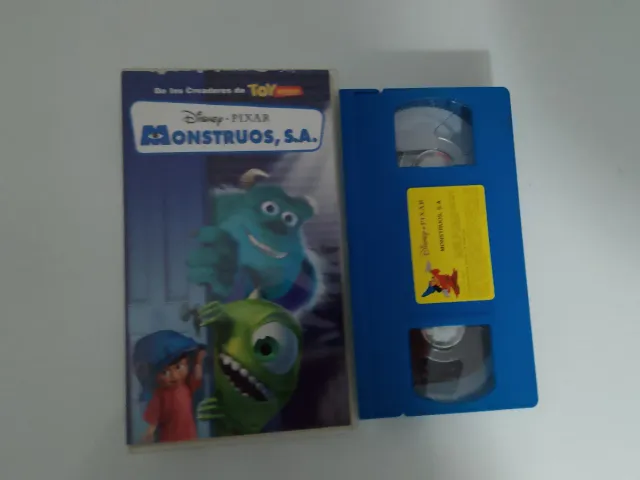 De los Creadores de TOY
Disney · PIXAR
MONSTRUOS, S.A.
Disney · PIXAR
MONSTRUOS, S.A.